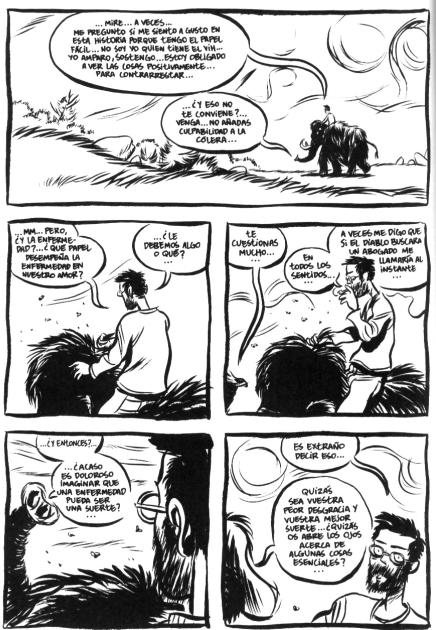 ... MIRE... A VECES...
ME PREGUNTO SI ME SIENTO A GUSTO EN
ESTA HISTORIA PORQUE TENGO EL PAPEL
FÁCIL... NO SOY YO QUIEN TIENE EL VIH...
YO AMPARO, SOSTENGO... ESTOY OBLIGADO
A VER LAS COSAS POSITIVAMENTE...
PARA CONTRARRESTAR...
...¿Y ESO NO
TE CONVIENE?...
VENGA... NO AÑADAS
CULPABILIDAD A LA
CÓLERA...
...MM... PERO,
¿Y LA ENFERME-
DAD?... ¿QUÉ PAPEL
DESEMPEÑA LA
ENFERMEDAD EN
NUESTRO AMOR?
...¿LE
DEBEMOS ALGO
O QUÉ?
...
TE
CUESTIONAS
MUCHO...
...
EN
TODOS LOS
SENTIDOS...
A VECES ME DIGO QUE
SI EL DIABLO BUSCARA
UN ABOGADO ME
LLAMARÍA AL
INSTANTE
...
...¿Y ENTONCES?...
...¿ACASO
ES DOLOROSO
IMAGINAR QUE
UNA ENFERMEDAD
PUEDA SER
UNA SUERTE?
...
ES EXTRAÑO
DECIR ESO...
QUIZÁS
SEA VUESTRA
PEOR DESGRACIA Y
VUESTRA MEJOR
SUERTE... ¿QUIZÁS
OS ABRE LOS OJOS
ACERCA DE
ALGUNAS COSAS
ESENCIALES?
...